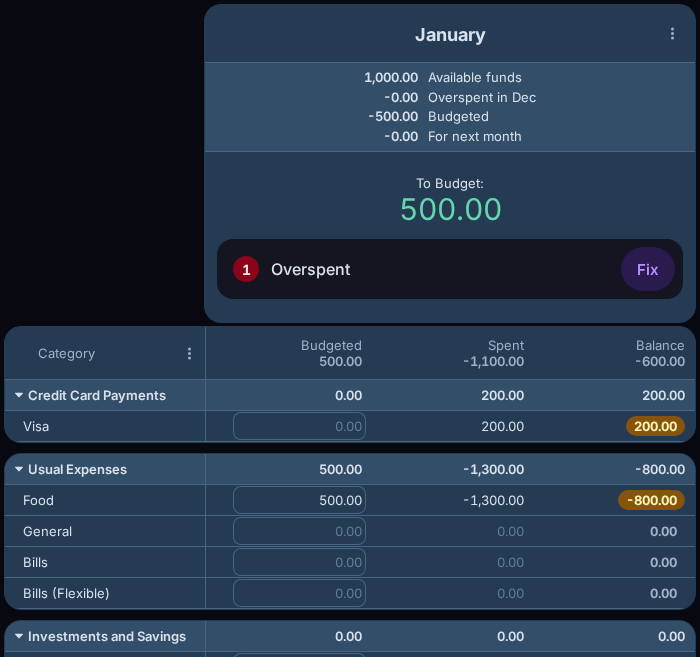 January
1,000.00 Available funds
-0.00 Overspent in Dec
-500.00 Budgeted
-0.00 For next month
To Budget:
500.00
1 Overspent Fix
Category Budgeted Spent Balance
500.00 -1,100.00 -600.00
Credit Card Payments 0.00 200.00 200.00
Visa 0.00 200.00 200.00
Usual Expenses 500.00 -1,300.00 -800.00
Food 500.00 -1,300.00 -800.00
General 0.00 0.00 0.00
Bills 0.00 0.00 0.00
Bills (Flexible) 0.00 0.00 0.00
Investments and Savings 0.00 0.00 0.00